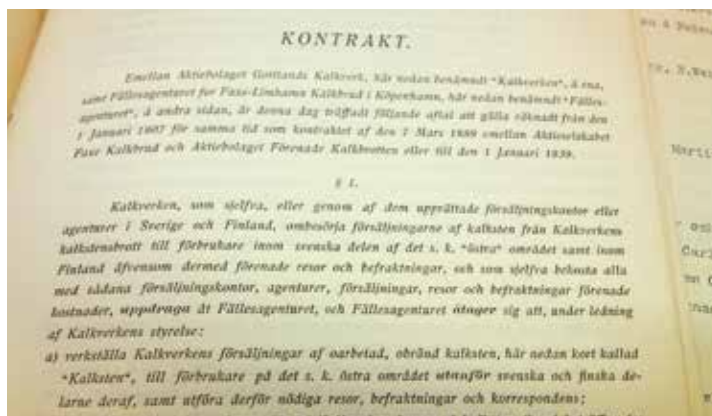 KONTRAKT.
Emellan Aktiebolaget Gottlands Kalkverk, här nedan benämndt "Kalkverken", å ena,
samt Fällesagenturet for Faxe-Limhamn Kalkbrud i Köpenhamn, här nedan benämndt "Fälles-
agenturet", å andra sidan, är denna dag träffadt följande aftal att gälla räknadt från den
1 Januari 1907 för samma tid som kontraktet af den 1 Mars 1889 emellan Aktieselskabet
Faxe Kalkbrud och Aktiebolaget Förenade Kalkbrotten eller till den 1 Januari 1939.
§ 1.
Kalkverken, som sjelfva, eller genom af dem upprättade försäljningskontor eller
agenturer i Sverige och Finland, ombesörja försäljningarne af kalksten från Kalkverkens
kalkstensbrott till förbrukare inom svenska delen af det s. k. "östra" området samt inom
Finland äfvensom dermed förenade resor och befraktningar, och som sjelfva bekosta alla
med sådana försäljningskontor, agenturer, försäljningar, resor och befraktningar förenade
kostnader, uppdraga åt Fällesagenturet, och Fällesagenturet åtager sig att, under ledning
af Kalkverkens styrelse:
a) verkställa Kalkverkens försäljningar af oarbetad, obränd kalksten, här nedan kort kallad
"Kalksten", till förbrukare på det s. k. östra området utanför svenska och finska de-
larne deraf, samt utföra derför nödiga resor, befraktningar och korrespondens;